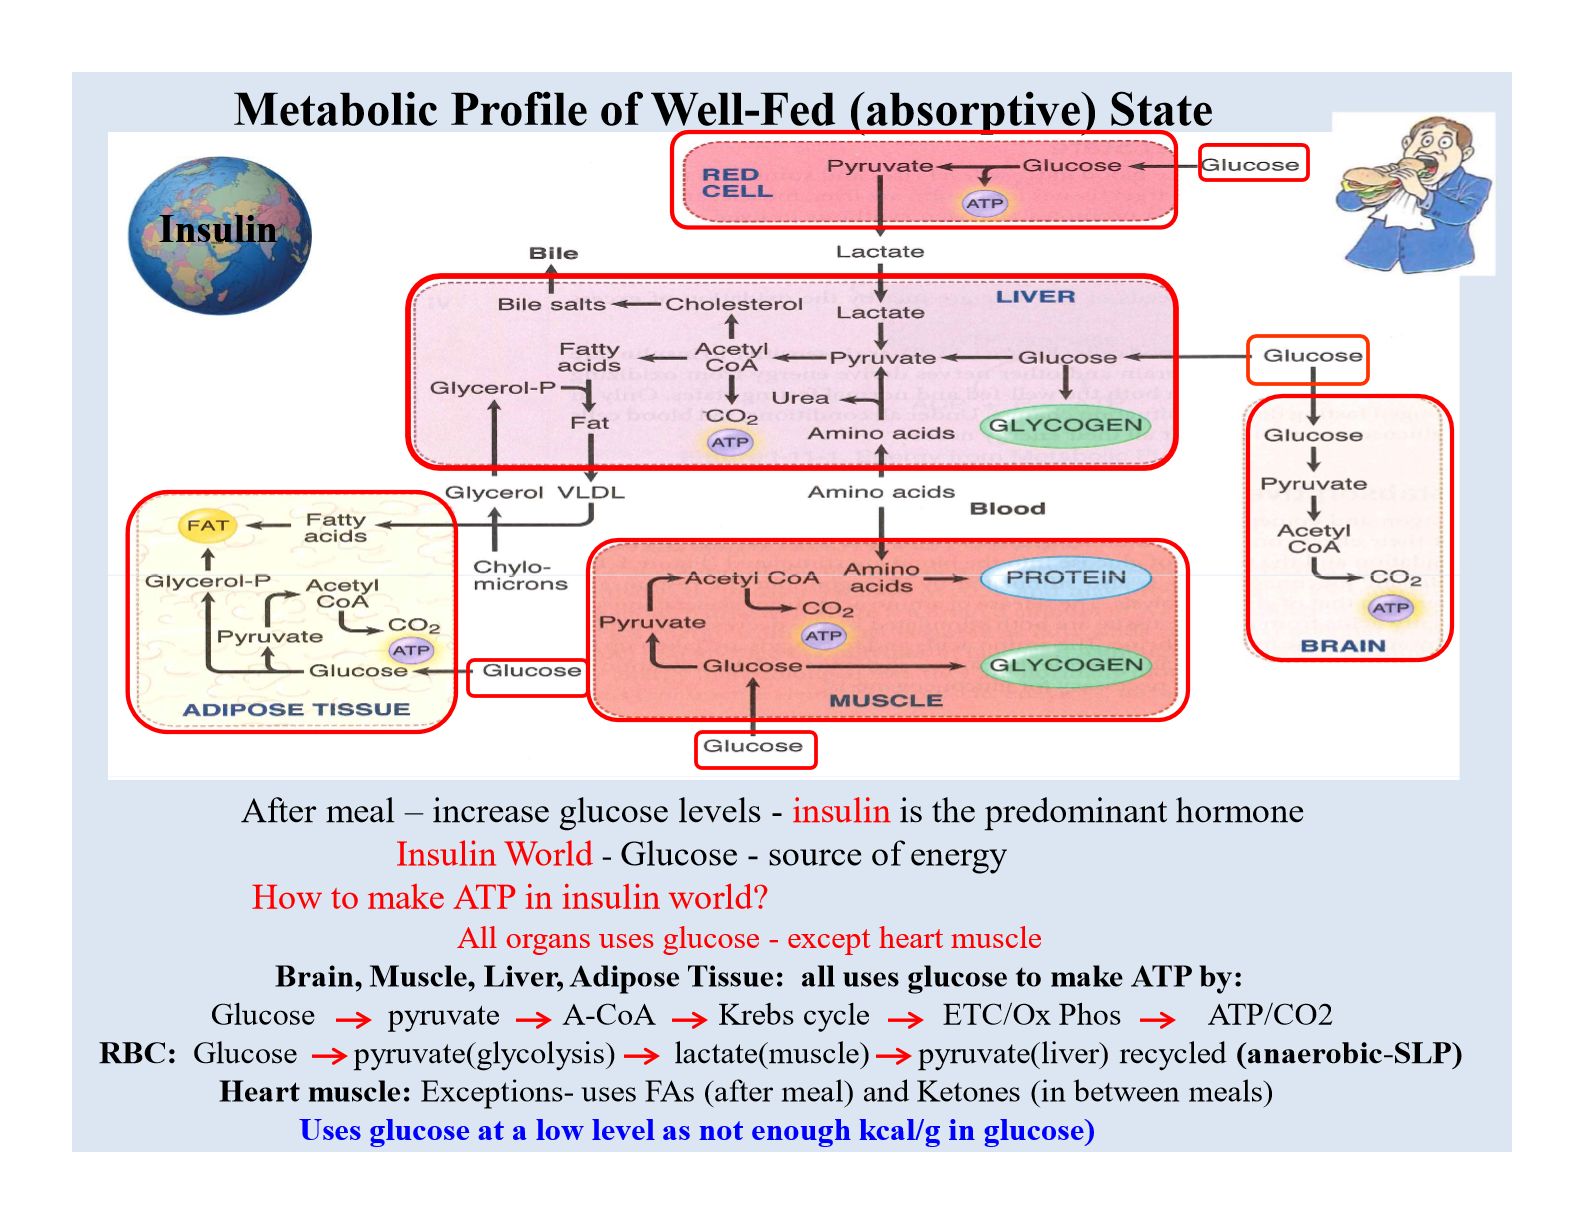 Metabolic Profile of Well-Fed (absorptive) State
Insulin
RED CELL
Pyruvate
Glucose
Glucose
ATP
Lactate
Bile
LIVER
Bile salts
Cholesterol
Lactate
Fatty acids
Acetyl CoA
Pyruvate
Glucose
Glucose
Glycerol-P
Urea
CO2
ATP
Fat
Amino acids
GLYCOGEN
Glycerol
VLDL
Amino acids
Blood
Glucose
Pyruvate
Acetyl CoA
CO2
ATP
BRAIN
FAT
Fatty acids
Chylo-
microns
Glycerol-P
Acetyl CoA
CO2
Pyruvate
ATP
Glucose
Glucose
ADIPOSE TISSUE
Acetyl CoA
Amino acids
PROTEIN
CO2
Pyruvate
ATP
Glucose
GLYCOGEN
MUSCLE
Glucose
After meal – increase glucose levels - insulin is the predominant hormone
Insulin World - Glucose - source of energy
How to make ATP in insulin world?
All organs uses glucose - except heart muscle
Brain, Muscle, Liver, Adipose Tissue: all uses glucose to make ATP by:
Glucose → pyruvate → A-CoA → Krebs cycle → ETC/Ox Phos → ATP/CO2
RBC: Glucose → pyruvate(glycolysis) → lactate(muscle) → pyruvate(liver) recycled (anaerobic-SLP)
Heart muscle: Exceptions- uses FAs (after meal) and Ketones (in between meals)
Uses glucose at a low level as not enough kcal/g in glucose)